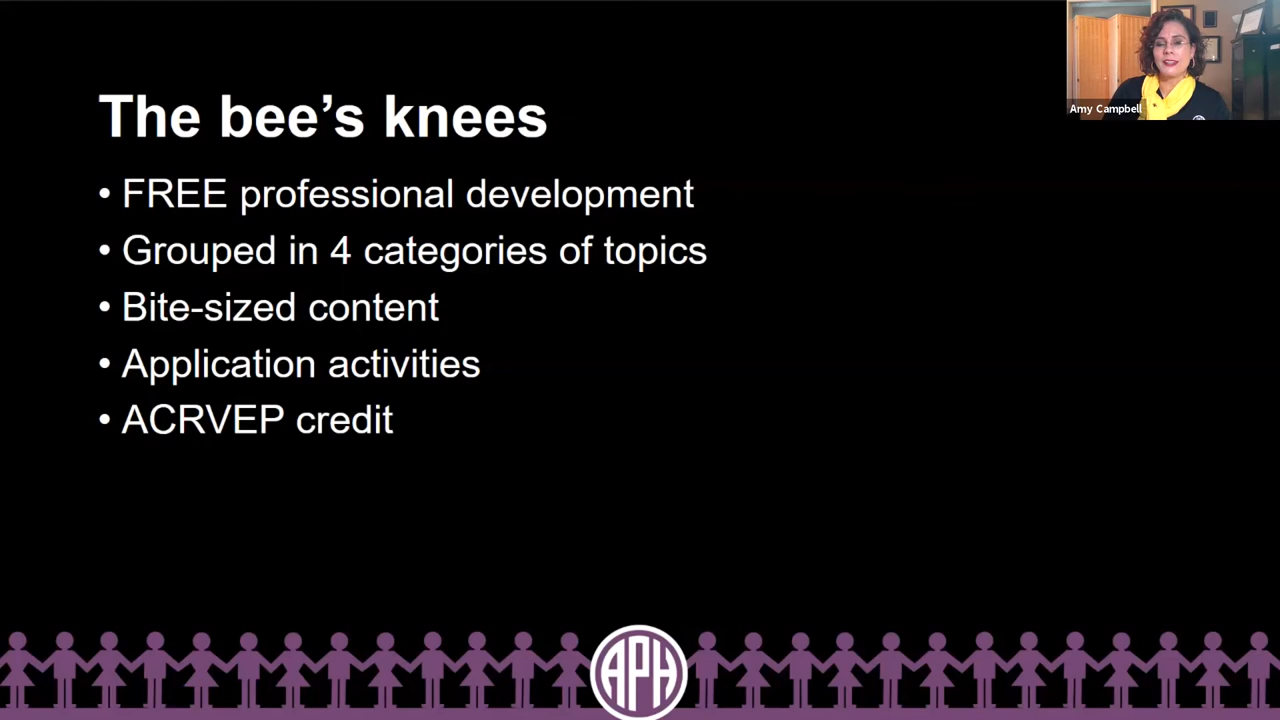 The bee’s knees
• FREE professional development
• Grouped in 4 categories of topics
• Bite-sized content
• Application activities
• ACRVEP credit
Amy Campbell
APH